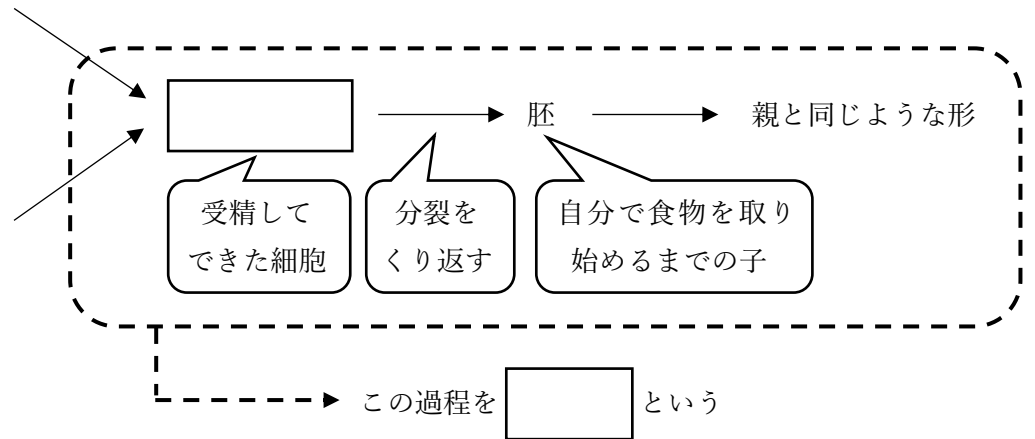 胚
親と同じような形
受精して
できた細胞
分裂を
くり返す
自分で食物を取り
始めるまでの子
この過程を
という